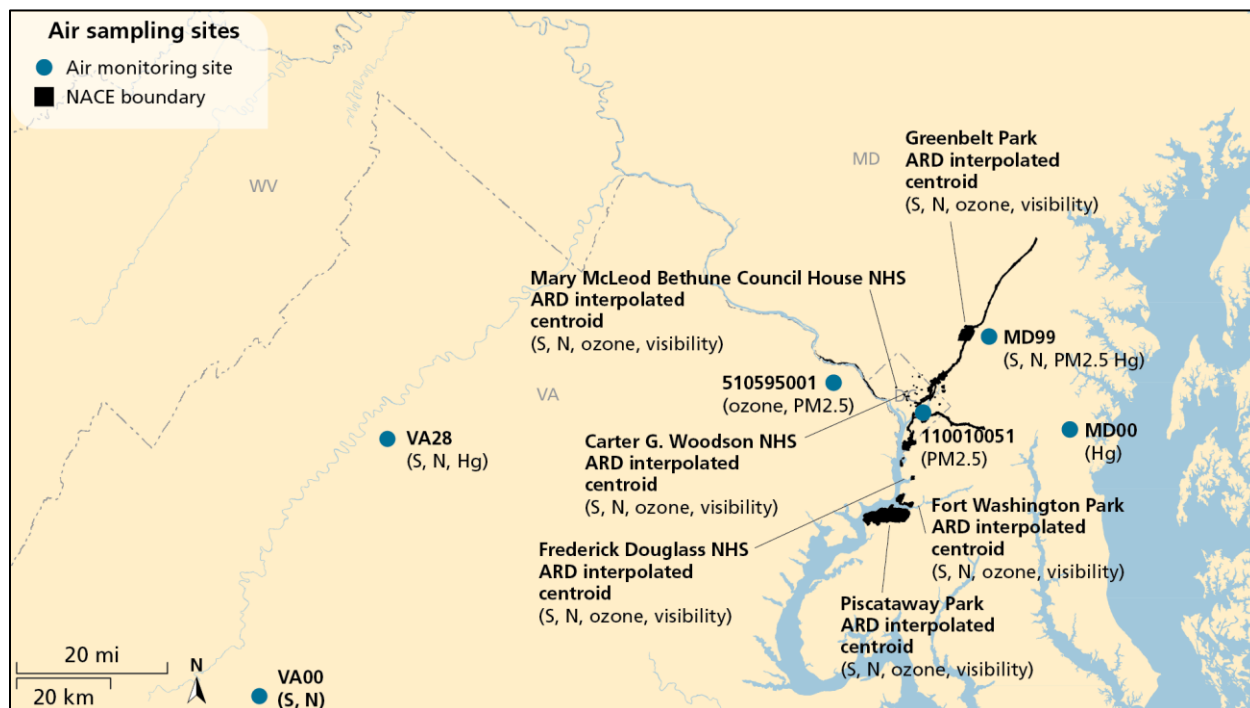 Air sampling sites
Air monitoring site
NACE boundary
WV
MD
VA
Greenbelt Park
ARD interpolated
centroid
(S, N, ozone, visibility)
Mary McLeod Bethune Council House NHS
ARD interpolated
centroid
(S, N, ozone, visibility)
MD99
(S, N, PM2.5 Hg)
510595001
(ozone, PM2.5)
VA28
(S, N, Hg)
110010051
(PM2.5)
MD00
(Hg)
Carter G. Woodson NHS
ARD interpolated
centroid
(S, N, ozone, visibility)
Fort Washington Park
ARD interpolated
centroid
(S, N, ozone, visibility)
Frederick Douglass NHS
ARD interpolated
centroid
(S, N, ozone, visibility)
Piscataway Park
ARD interpolated
centroid
(S, N, ozone, visibility)
20 mi
20 km
N
VA00
(S, N)